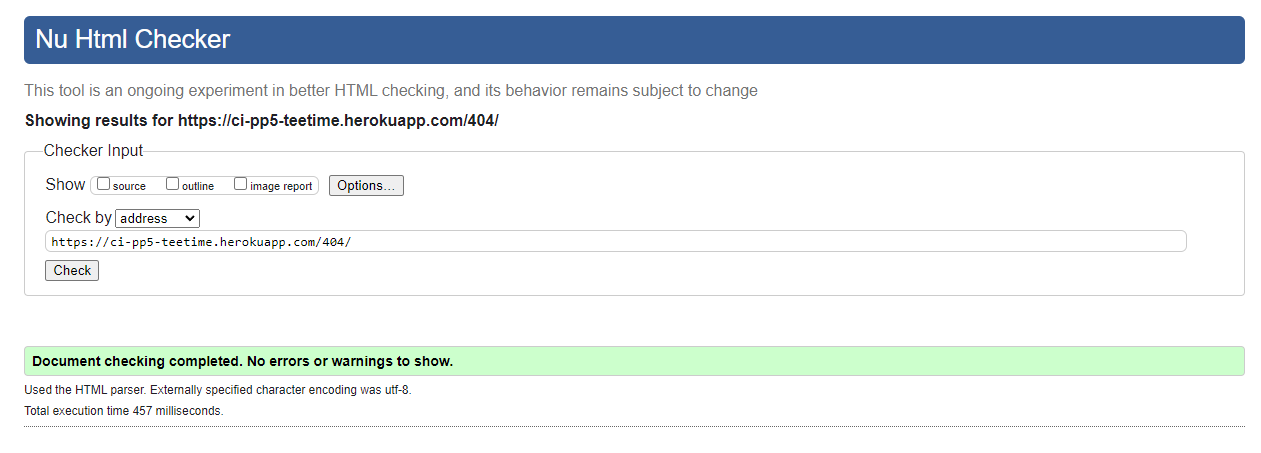 Nu Html Checker
This tool is an ongoing experiment in better HTML checking, and its behavior remains subject to change
Showing results for https://ci-pp5-teetime.herokuapp.com/404/
Checker Input
Show source outline image report Options...
Check by address
https://ci-pp5-teetime.herokuapp.com/404/
Check
Document checking completed. No errors or warnings to show.
Used the HTML parser. Externally specified character encoding was utf-8.
Total execution time 457 milliseconds.